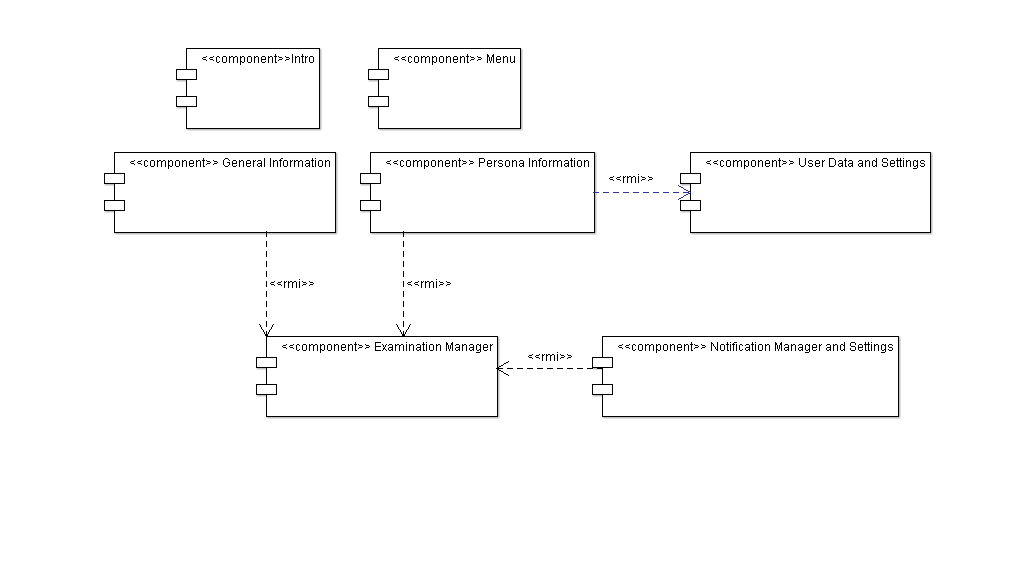 <<component>>Intro
<<component>> Menu
<<component>> General Information
<<component>> Persona Information
<<component>> User Data and Settings
<<rmi>>
<<rmi>>
<<rmi>>
<<component>> Examination Manager
<<component>> Notification Manager and Settings
<<rmi>>